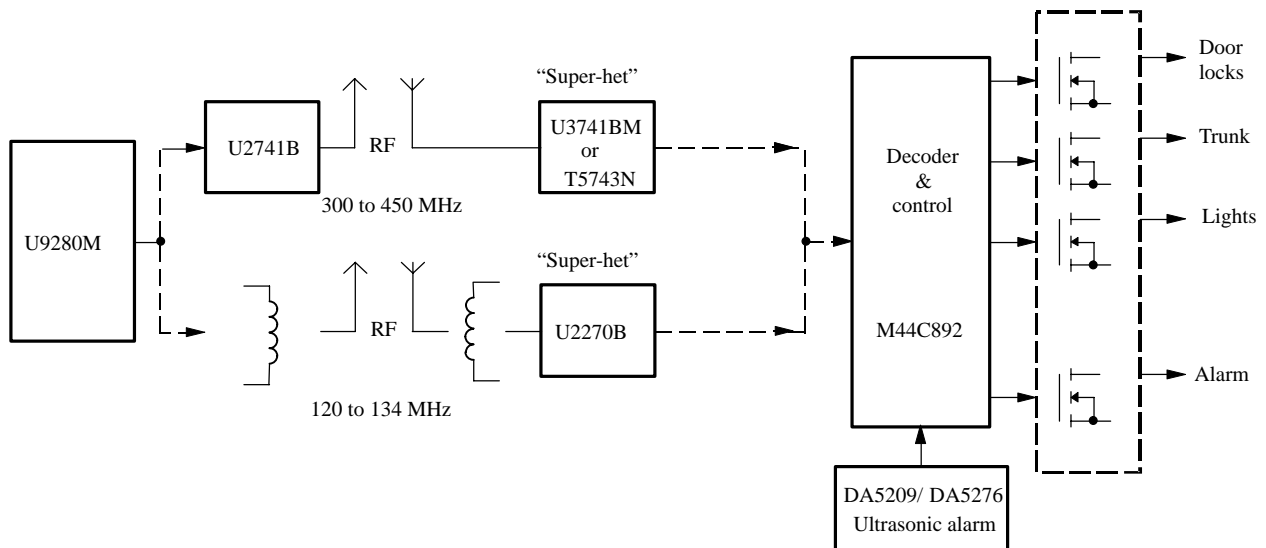 Door
locks
“Super-het”
U3741BM
or
T5743N
U2741B
RF
Trunk
Decoder
&
control
300 to 450 MHz
Lights
U9280M
“Super-het”
RF
U2270B
M44C892
120 to 134 MHz
Alarm
DA5209/ DA5276
Ultrasonic alarm